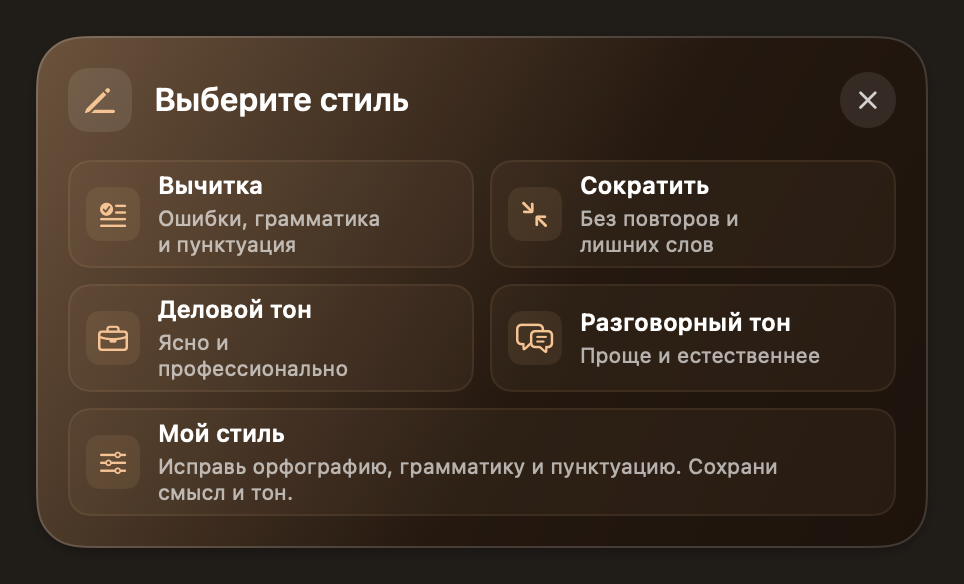 Выберите стиль
Вычитка
Ошибки, грамматика
и пунктуация
Сократить
Без повторов и
лишних слов
Деловой тон
Ясно и
профессионально
Разговорный тон
Проще и естественнее
Мой стиль
Исправь орфографию, грамматику и пунктуацию. Сохрани
смысл и тон.